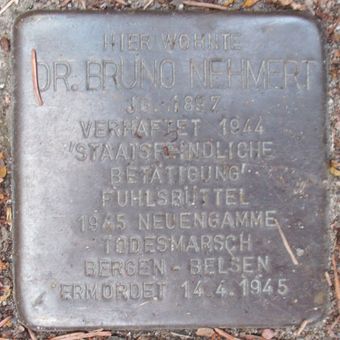 HIER WOHNTE
DR. BRUNO NEHMERT
JG. 1897
VERHAFTET 1944
'STAATSFEINDLICHE
BETÄTIGUNG'
FUHLSBÜTTEL
1945 NEUENGAMME
TODESMARSCH
BERGEN - BELSEN
ERMORDET 14.4.1945